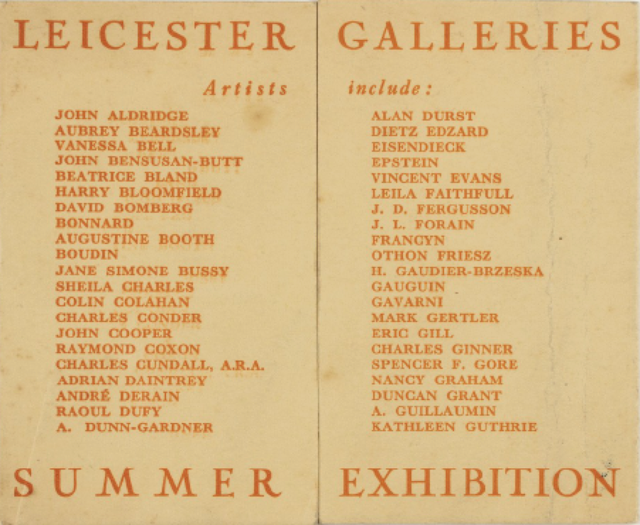 LEICESTER GALLERIES
Artists include:
JOHN ALDRIDGE
AUBREY BEARDSLEY
VANESSA BELL
JOHN BENSUSAN-BUTT
BEATRICE BLAND
HARRY BLOOMFIELD
DAVID BOMBERG
BONNARD
AUGUSTINE BOOTH
BOUDIN
JANE SIMONE BUSSY
SHEILA CHARLES
COLIN COLAHAN
CHARLES CONDER
JOHN COOPER
RAYMOND COXON
CHARLES CUNDALL, A.R.A.
ADRIAN DAINTREY
ANDRÉ DERAIN
RAOUL DUFY
A. DUNN-GARDNER
ALAN DURST
DIETZ EDZARD
EISENDIECK
EPSTEIN
VINCENT EVANS
LEILA FAITHFULL
J. D. FERGUSSON
J. L. FORAIN
FRANCYN
OTHON FRIESZ
H. GAUDIER-BRZESKA
GAUGUIN
GAVARNI
MARK GERTLER
ERIC GILL
CHARLES GINNER
SPENCER F. GORE
NANCY GRAHAM
DUNCAN GRANT
A. GUILLAUMIN
KATHLEEN GUTHRIE
SUMMER EXHIBITION